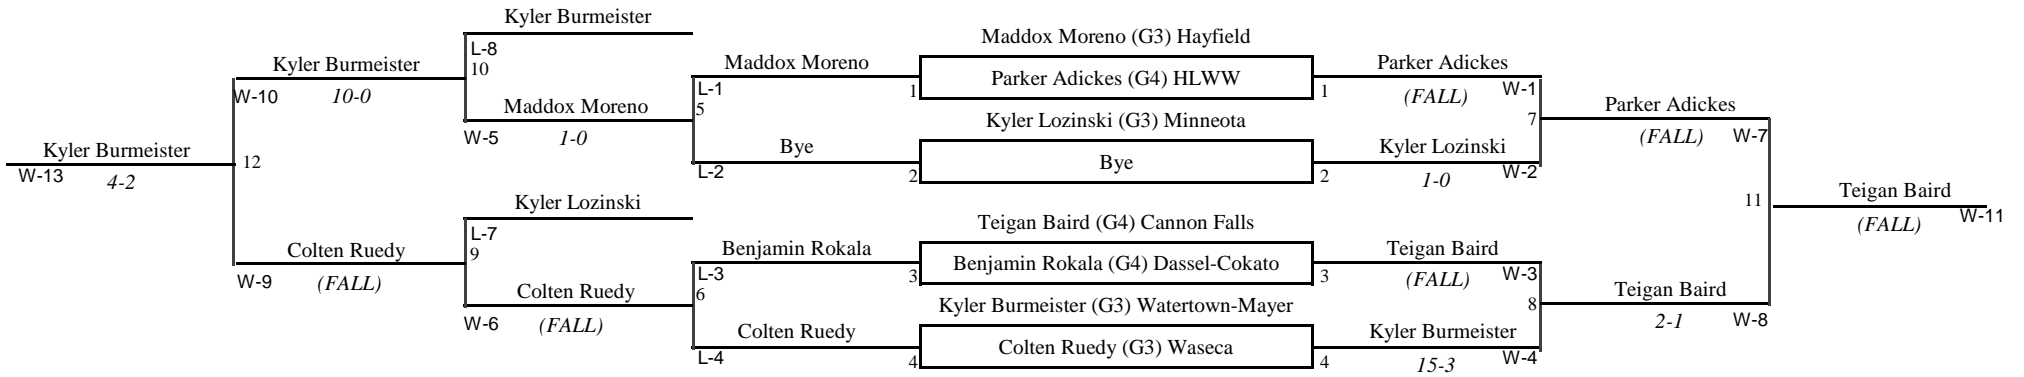 Kyler Burmeister
L-8
10
Kyler Burmeister
W-10
10-0
Maddox Moreno
W-5
1-0
Maddox Moreno
L-1
5
Bye
L-2
Kyler Burmeister
W-13
4-2
12
Kyler Lozinski
L-7
9
Colten Ruedy
W-9
(FALL)
Colten Ruedy
W-6
(FALL)
Benjamin Rokala
L-3
6
Colten Ruedy
L-4
Maddox Moreno (G3) Hayfield
1
Parker Adickes (G4) HLWW
1
Kyler Lozinski (G3) Minneota
2
Bye
2
Teigan Baird (G4) Cannon Falls
3
Benjamin Rokala (G4) Dassel-Cokato
3
Kyler Burmeister (G3) Watertown-Mayer
4
Colten Ruedy (G3) Waseca
4
Parker Adickes
(FALL)
W-1
7
Kyler Lozinski
1-0
W-2
Teigan Baird
(FALL)
W-3
8
Kyler Burmeister
15-3
W-4
Parker Adickes
(FALL)
W-7
11
Teigan Baird
2-1
W-8
Teigan Baird
(FALL)
W-11